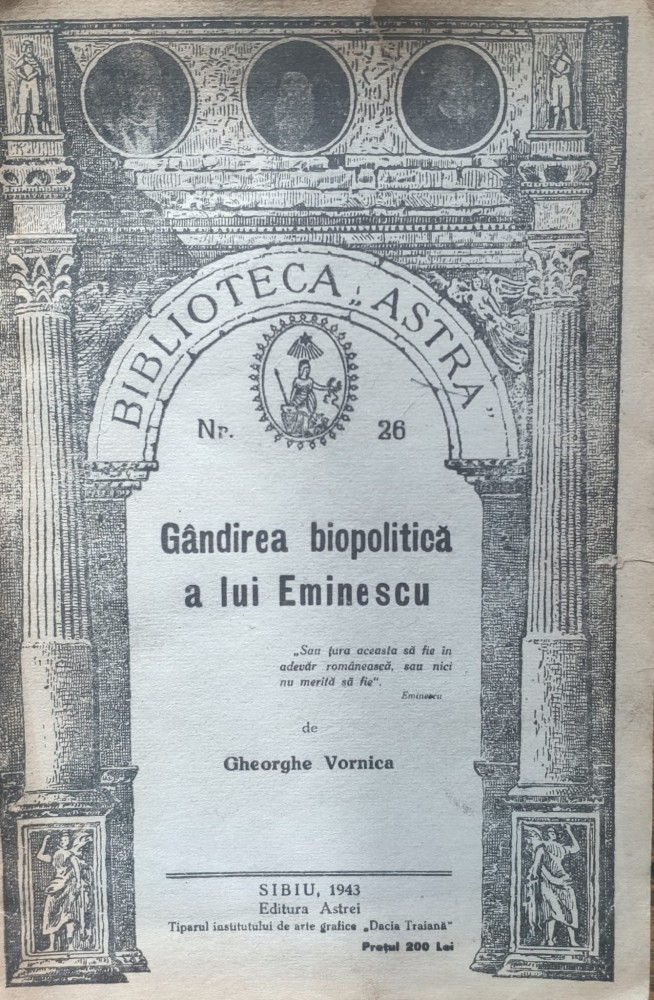 BIBLIOTECA „ASTRA”
Nr. 26
Gândirea biopolitică
a lui Eminescu
„Sau țara aceasta să fie în
adevăr românească, sau nici
nu merită să fie”.
Eminescu
de
Gheorghe Vornica
SIBIU, 1943
Editura Astrei
Tiparul institutului de arte grafice „Dacia Traiană”
Prețul 200 Lei